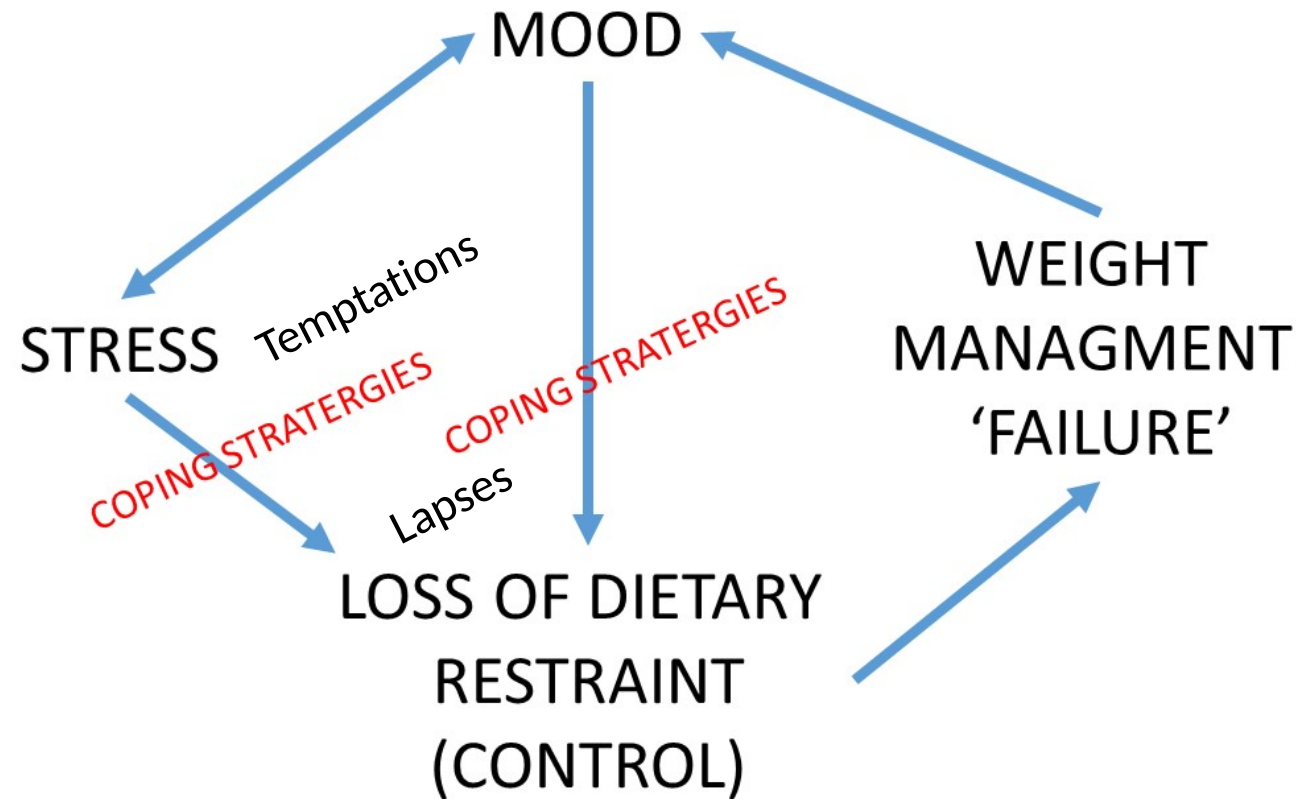 MOOD
Temptations
STRESS
COPING STRATERGIES
COPING STRATERGIES
Lapses
WEIGHT
MANAGMENT
‘FAILURE’
LOSS OF DIETARY
RESTRAINT
(CONTROL)